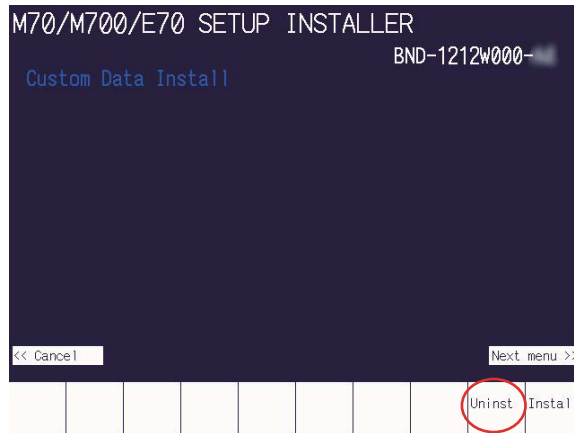 M70/M700/E70 SETUP INSTALLER
BND-1212W000-
Custom Data Install
<< Cancel
Next menu >>
Uninst Instal